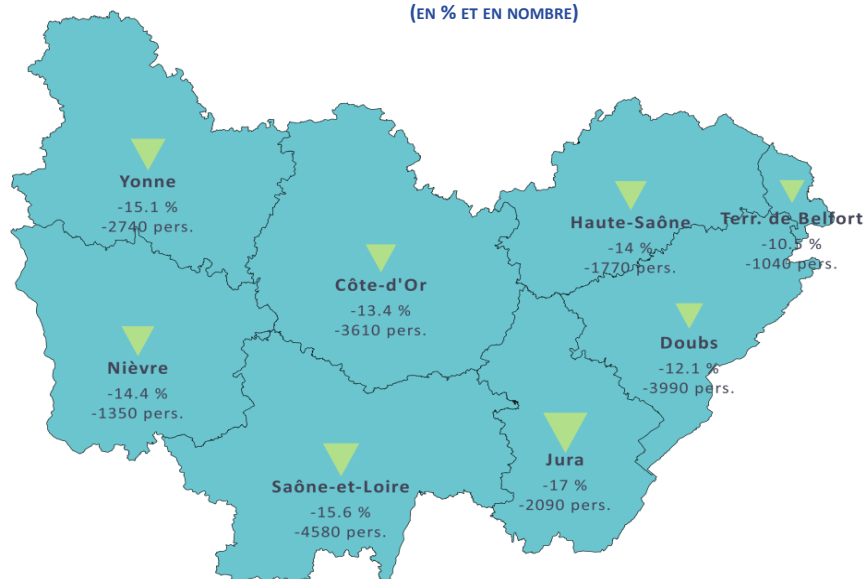 (EN % ET EN NOMBRE)
Yonne
-15.1 %
-2740 pers.
Haute-Saône
-14 %
-1770 pers.
Terr. de Belfort
-10.5 %
-1040 pers.
Côte-d'Or
-13.4 %
-3610 pers.
Doubs
-12.1 %
-3990 pers.
Nièvre
-14.4 %
-1350 pers.
Jura
-17 %
-2090 pers.
Saône-et-Loire
-15.6 %
-4580 pers.